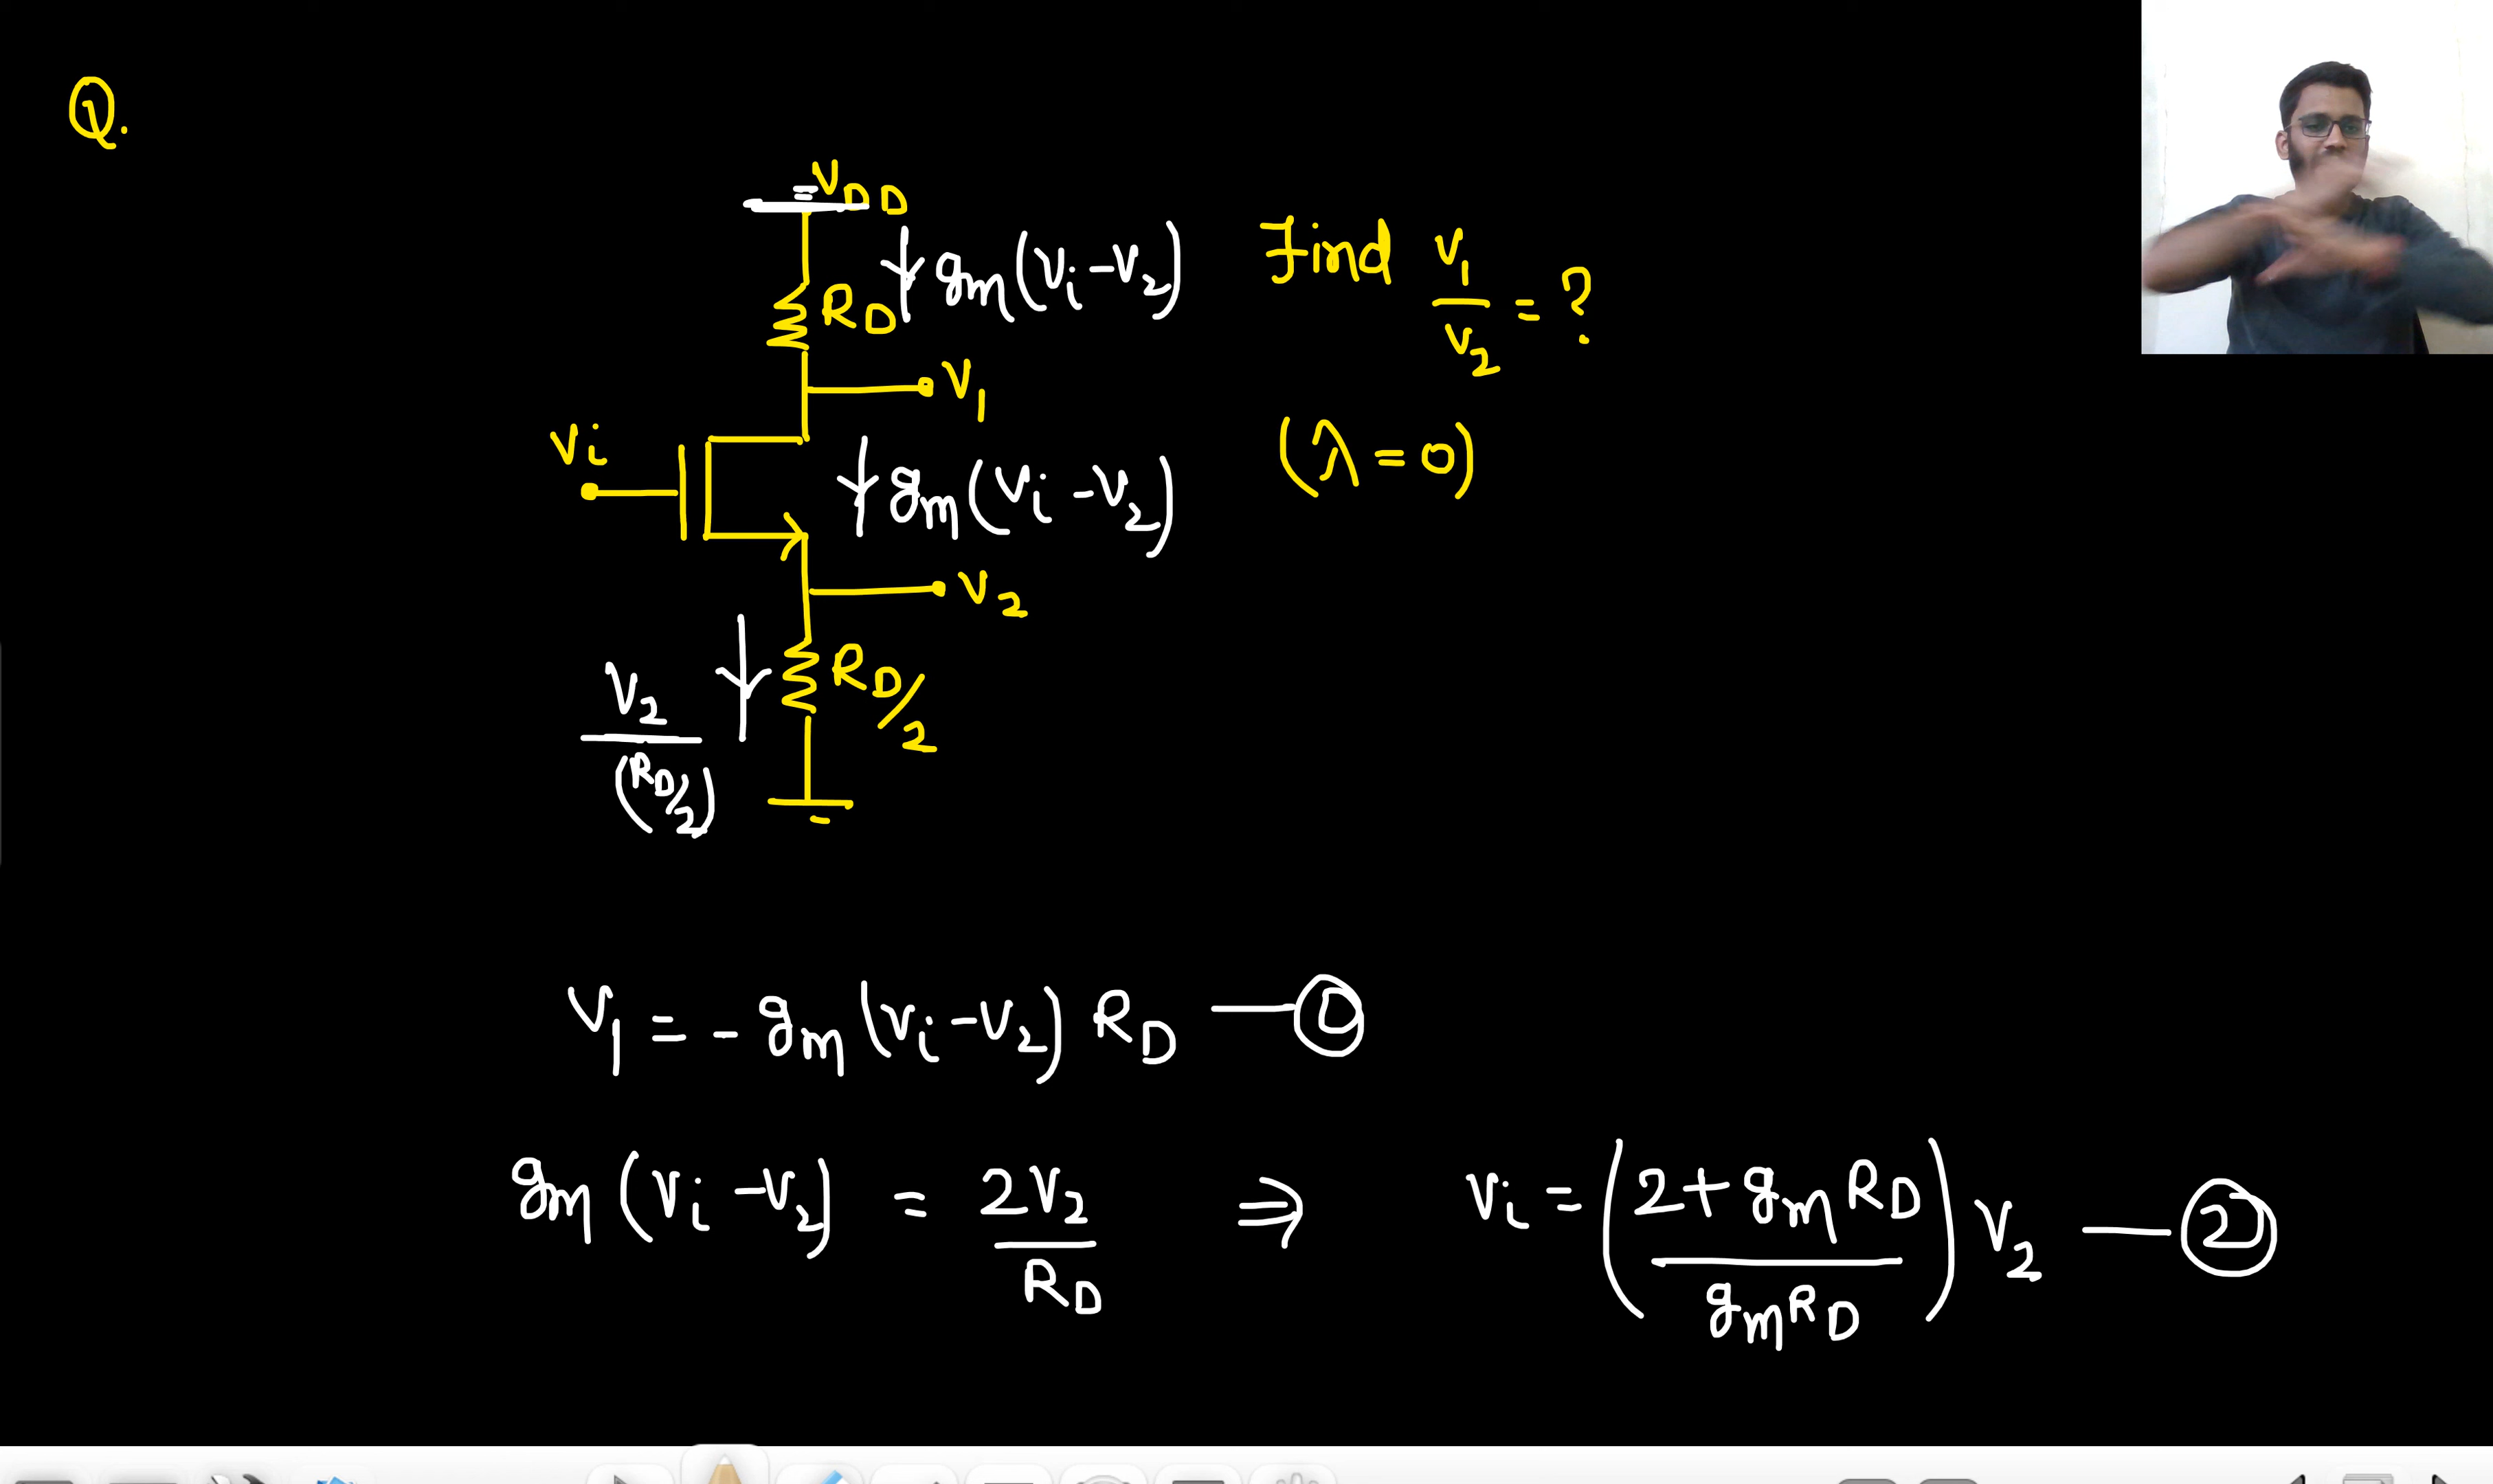 Q.
VDD
RD
gm(Vi-V2)
Find V1/V2 = ?
V1
Vi
(λ=0)
gm(Vi-V2)
V2
RD/2
V2/(RD/2)
V1 = - gm(Vi-V2) RD — ①
gm(Vi-V2) = 2V2/RD ⇒ Vi = ((2+gmRD)/(gmRD)) V2 — ②